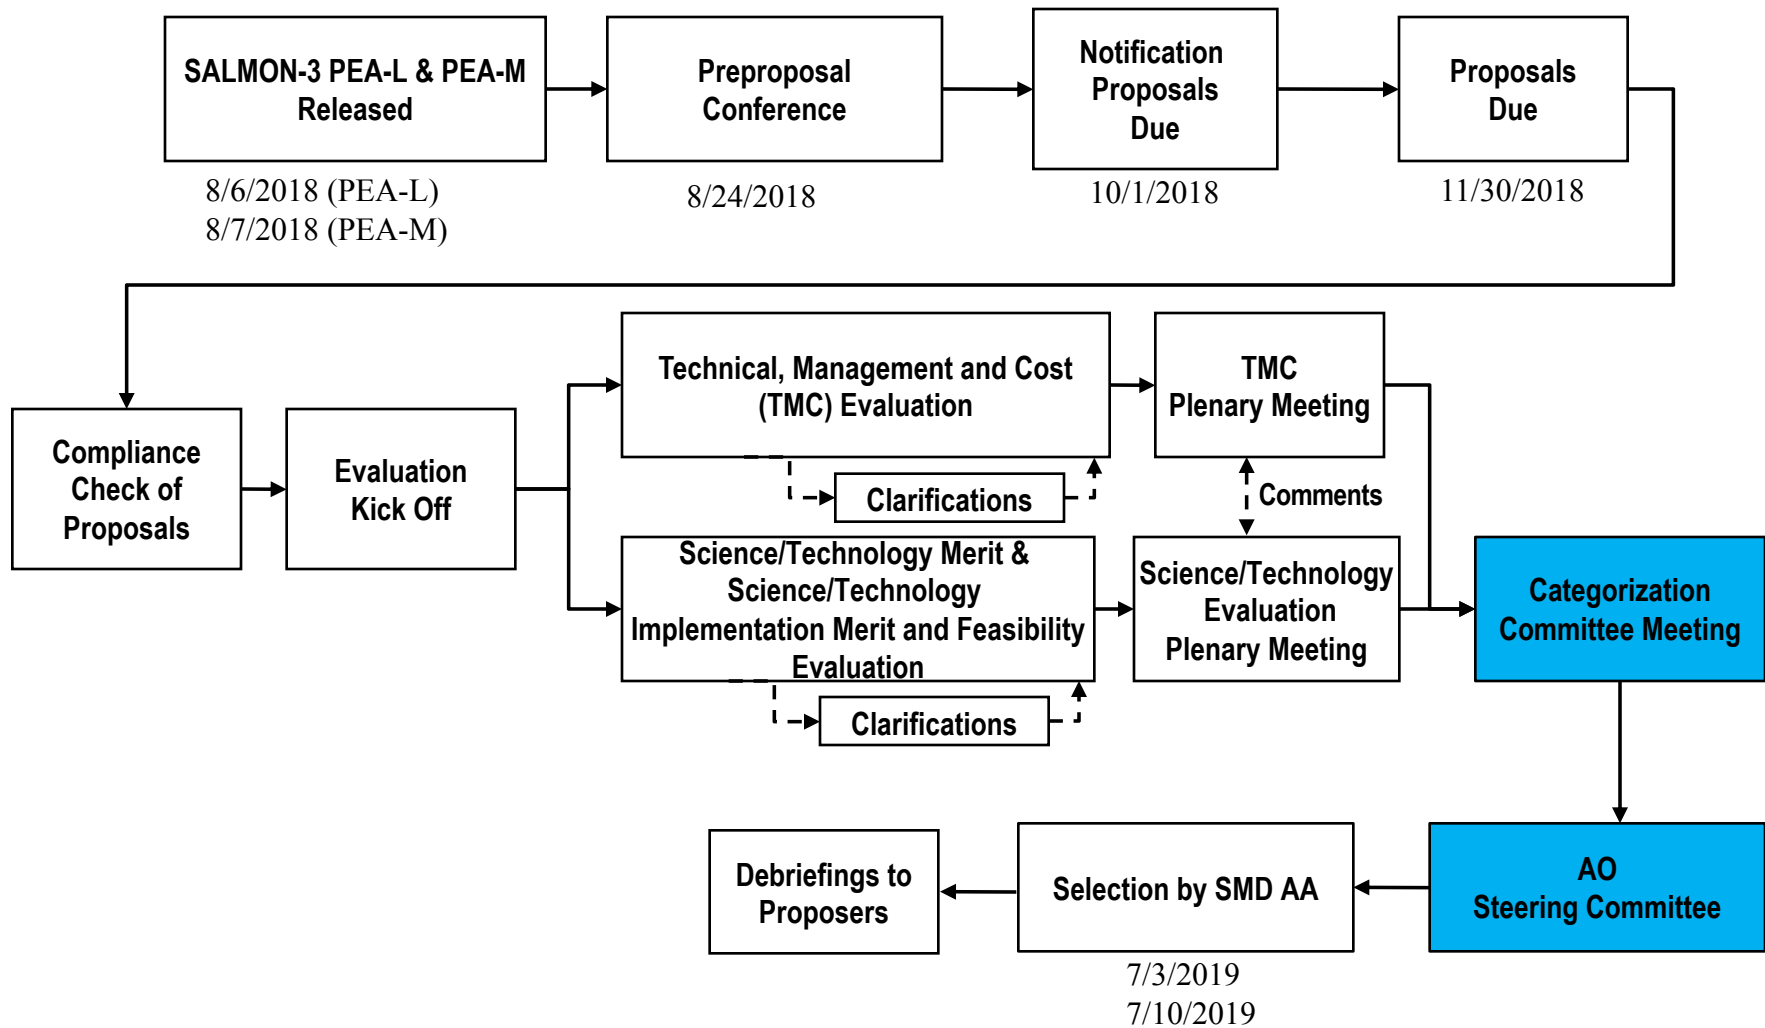 SALMON-3 PEA-L & PEA-M
Released
8/6/2018 (PEA-L)
8/7/2018 (PEA-M)
Preproposal
Conference
8/24/2018
Notification
Proposals
Due
10/1/2018
Proposals
Due
11/30/2018
Compliance
Check of
Proposals
Evaluation
Kick Off
Technical, Management and Cost
(TMC) Evaluation
Clarifications
TMC
Plenary Meeting
Comments
Science/Technology Merit &
Science/Technology
Implementation Merit and Feasibility
Evaluation
Clarifications
Science/Technology
Evaluation
Plenary Meeting
Categorization
Committee Meeting
AO
Steering Committee
Selection by SMD AA
7/3/2019
7/10/2019
Debriefings to
Proposers